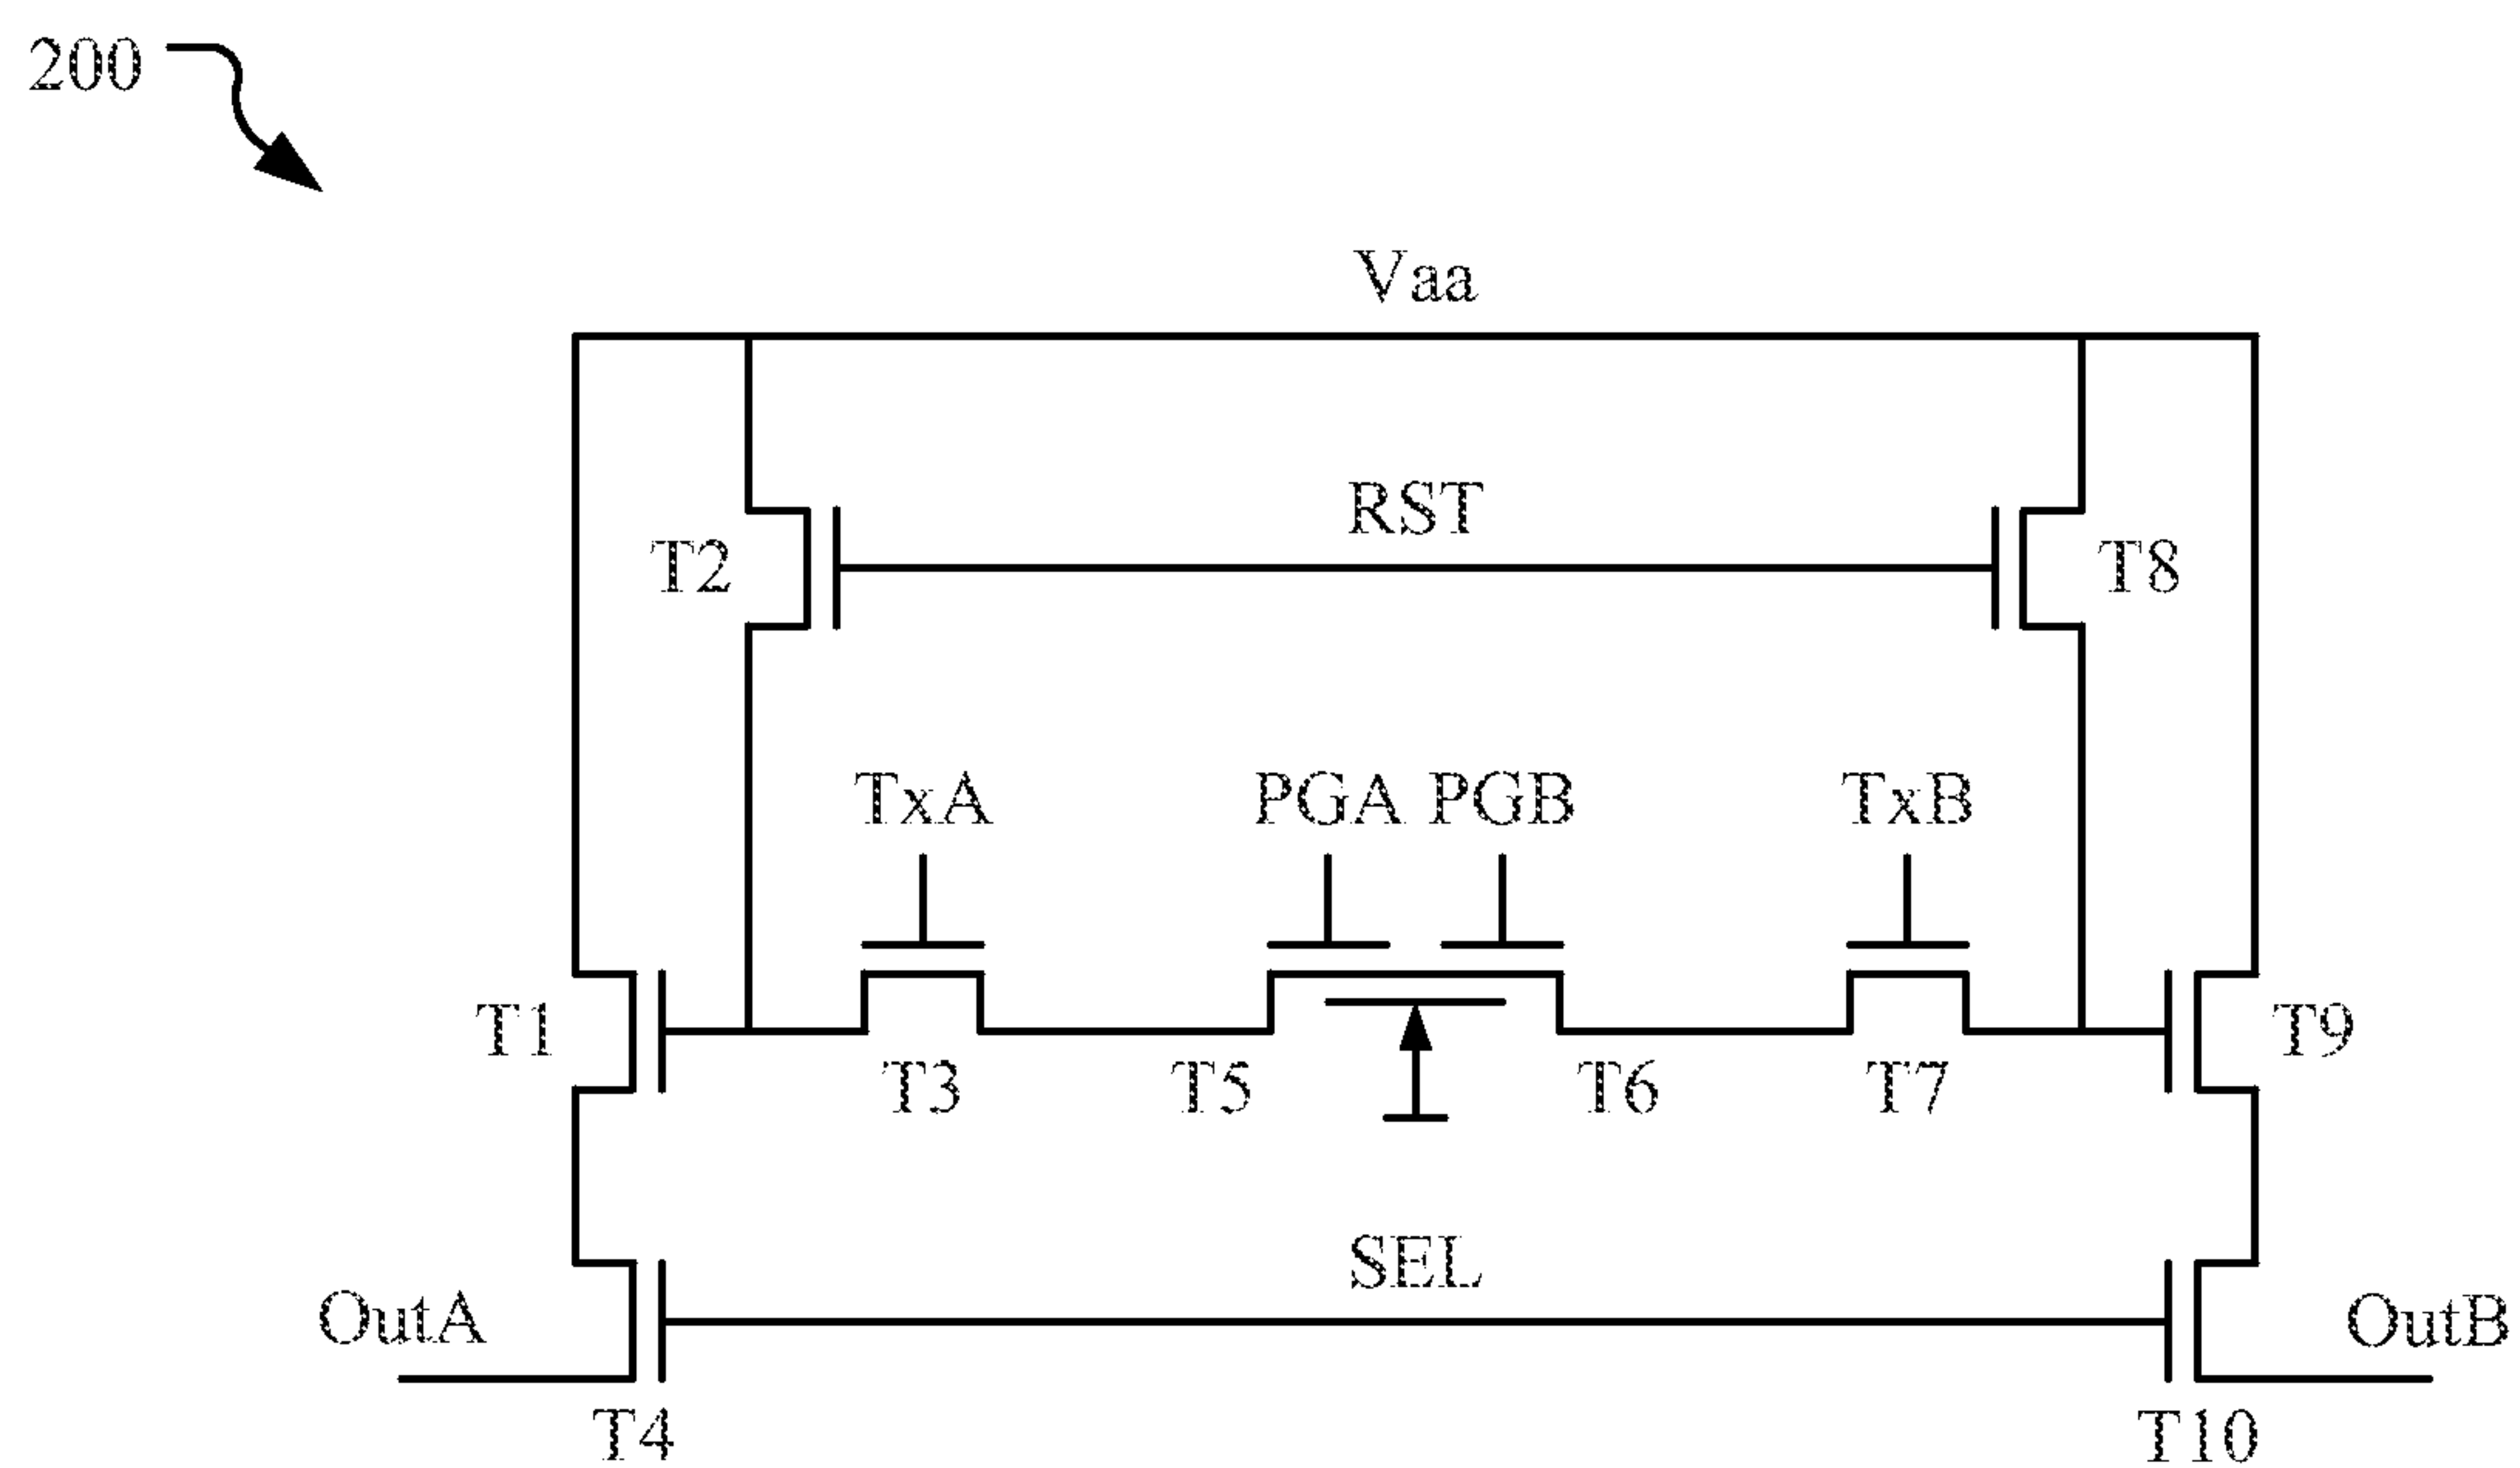 200
Vaa
RST
T2
T8
TxA
PGA
PGB
TxB
T1
T9
T3
T5
T6
T7
SEL
OutA
OutB
T4
T10